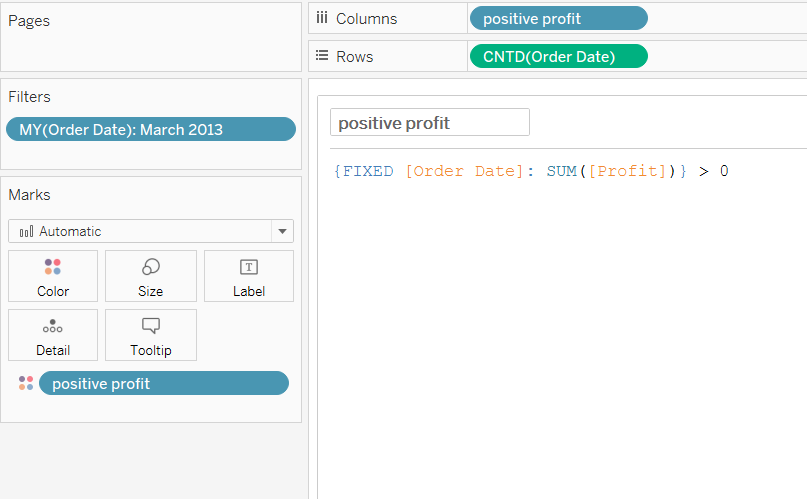 Pages
Columns
positive profit
Rows
CNTD(Order Date)
Filters
MY(Order Date): March 2013
positive profit
{FIXED [Order Date]: SUM([Profit])} > 0
Marks
Automatic
Color
Size
T
Label
Detail
Tooltip
positive profit